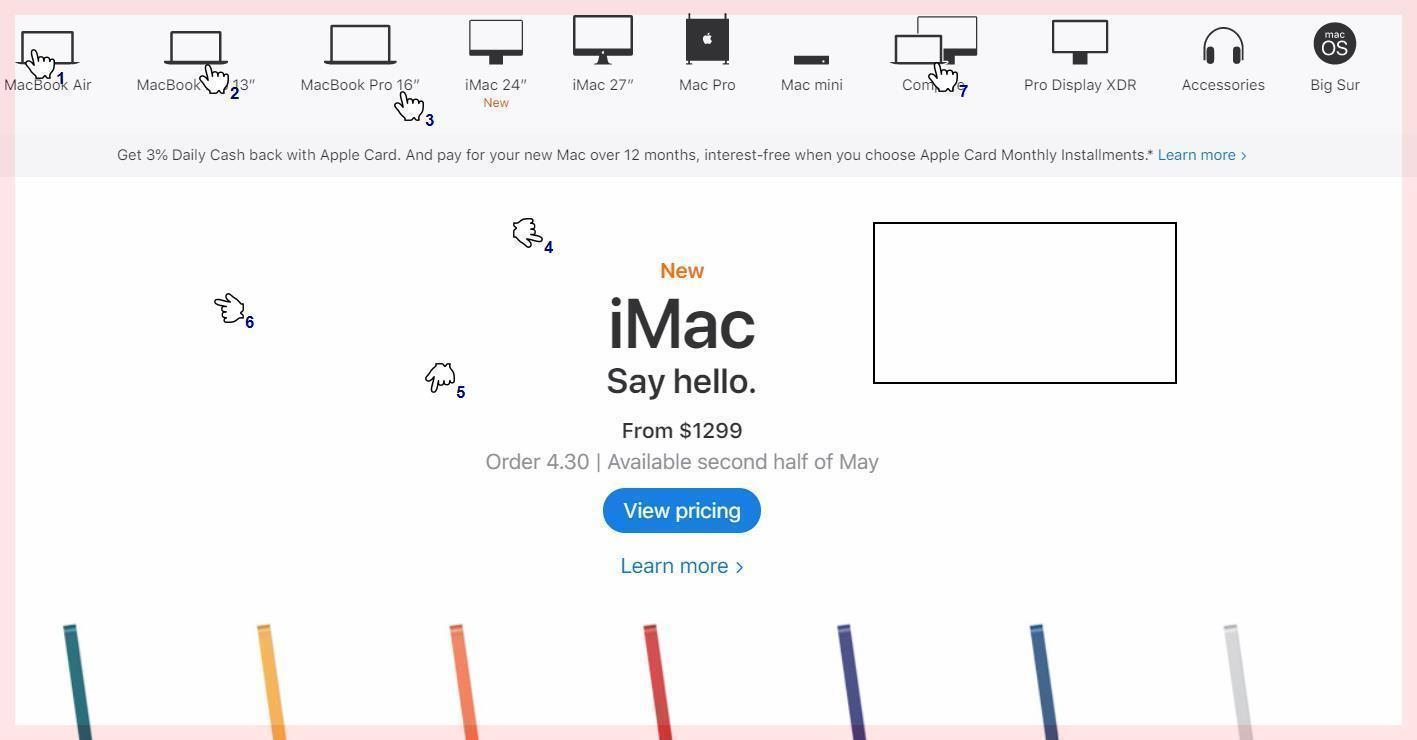 mac
OS
MacBook Air
MacBook 13″
MacBook Pro 16″
iMac 24″
iMac 27″
Mac Pro
Mac mini
Pro Display XDR
Accessories
Big Sur
New
1
2
3
7
Get 3% Daily Cash back with Apple Card. And pay for your new Mac over 12 months, interest-free when you choose Apple Card Monthly Installments.* Learn more >
4
New
6
iMac
Say hello.
5
From $1299
Order 4.30 | Available second half of May
View pricing
Learn more >